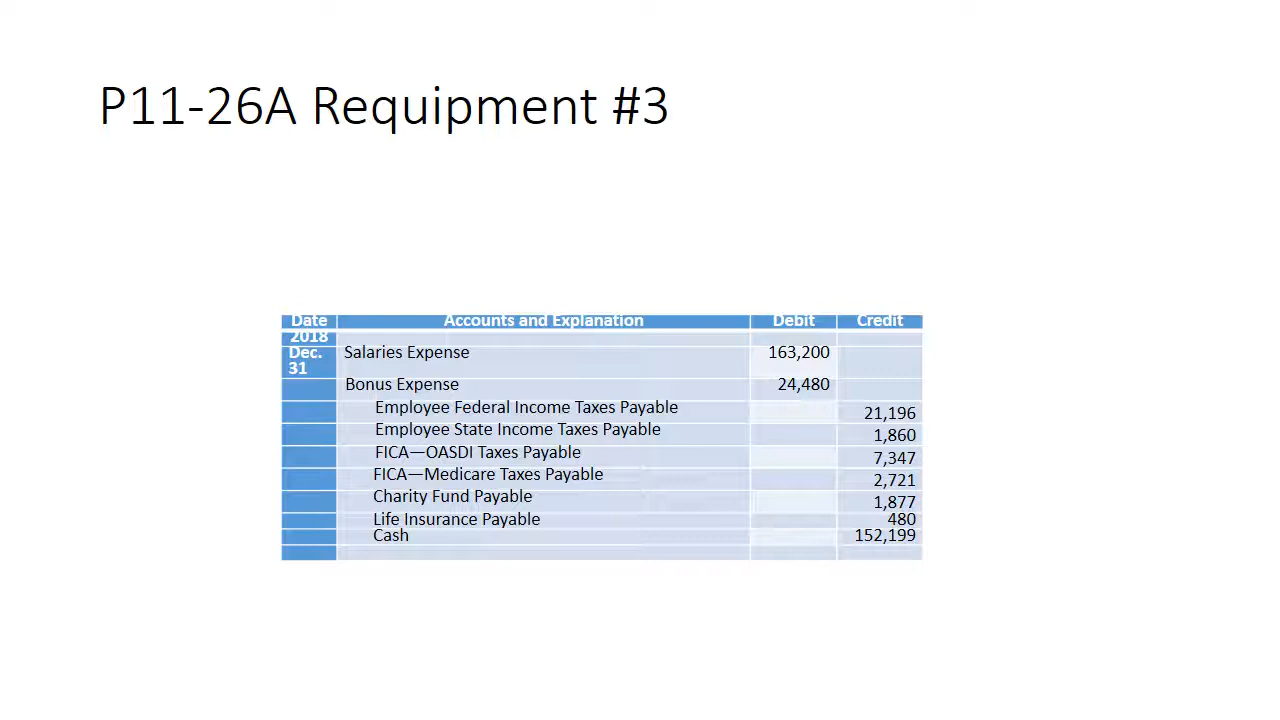 P11-26A Requipment #3
Date Accounts and Explanation Debit Credit
2018
Dec. 31 Salaries Expense 163,200
Bonus Expense 24,480
Employee Federal Income Taxes Payable 21,196
Employee State Income Taxes Payable 1,860
FICA—OASDI Taxes Payable 7,347
FICA—Medicare Taxes Payable 2,721
Charity Fund Payable 1,877
Life Insurance Payable 480
Cash 152,199